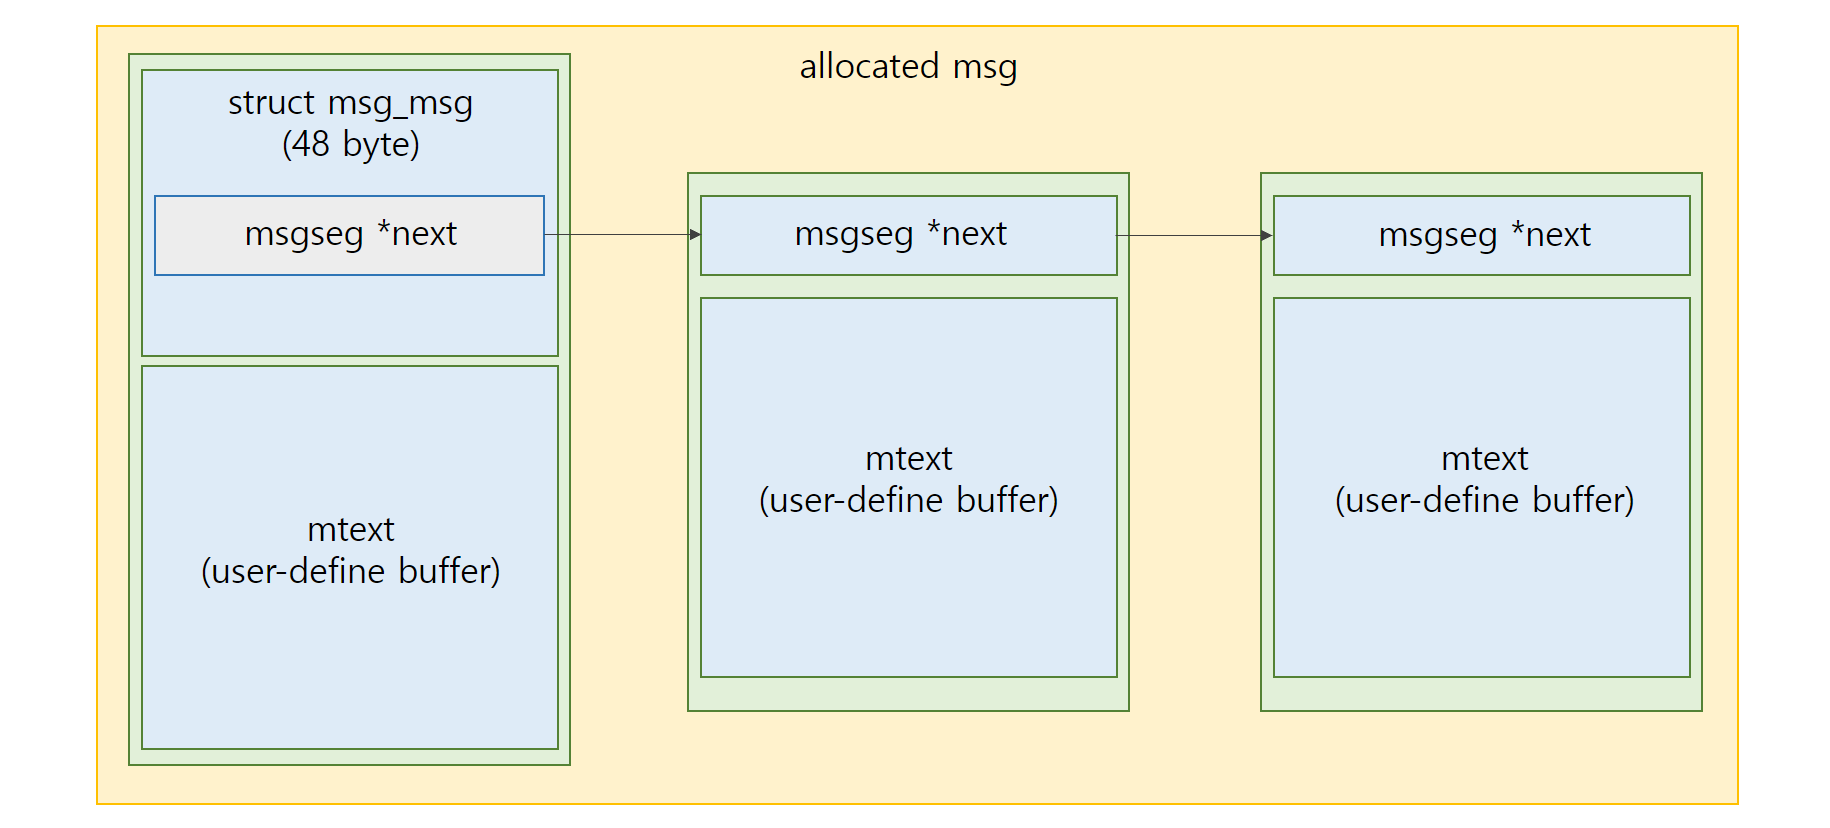 allocated msg
struct msg_msg
(48 byte)
msgseg *next
mtext
(user-define buffer)
msgseg *next
mtext
(user-define buffer)
msgseg *next
mtext
(user-define buffer)